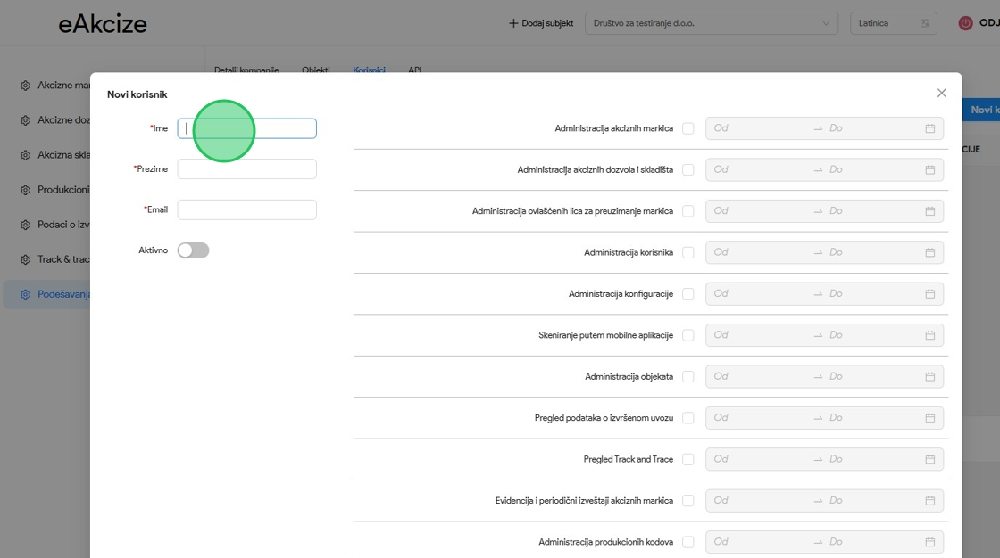 eAkcize
Dodaj subjekt
Društvo za testiranje d.o.o.
Latinica
ODJ
Detalji kompanije
Objekti
Korisnici
API
Akcizne mar
Akcizne doz
Akcizna skla
Produkcioni
Podaci o izv
Track & trac
Podešavanja
Novi k
CIJE
Novi korisnik
*Ime
*Prezime
*Email
Aktivno
Administracija akciznih markica Od Do
Administracija akciznih dozvola i skladišta Od Do
Administracija ovlašćenih lica za preuzimanje markica Od Do
Administracija korisnika Od Do
Administracija konfiguracije Od Do
Skeniranje putem mobilne aplikacije Od Do
Administracija objekata Od Do
Pregled podataka o izvršenom uvozu Od Do
Pregled Track and Trace Od Do
Evidencija i periodični izveštaji akciznih markica Od Do
Administracija produkcionih kodova Od Do